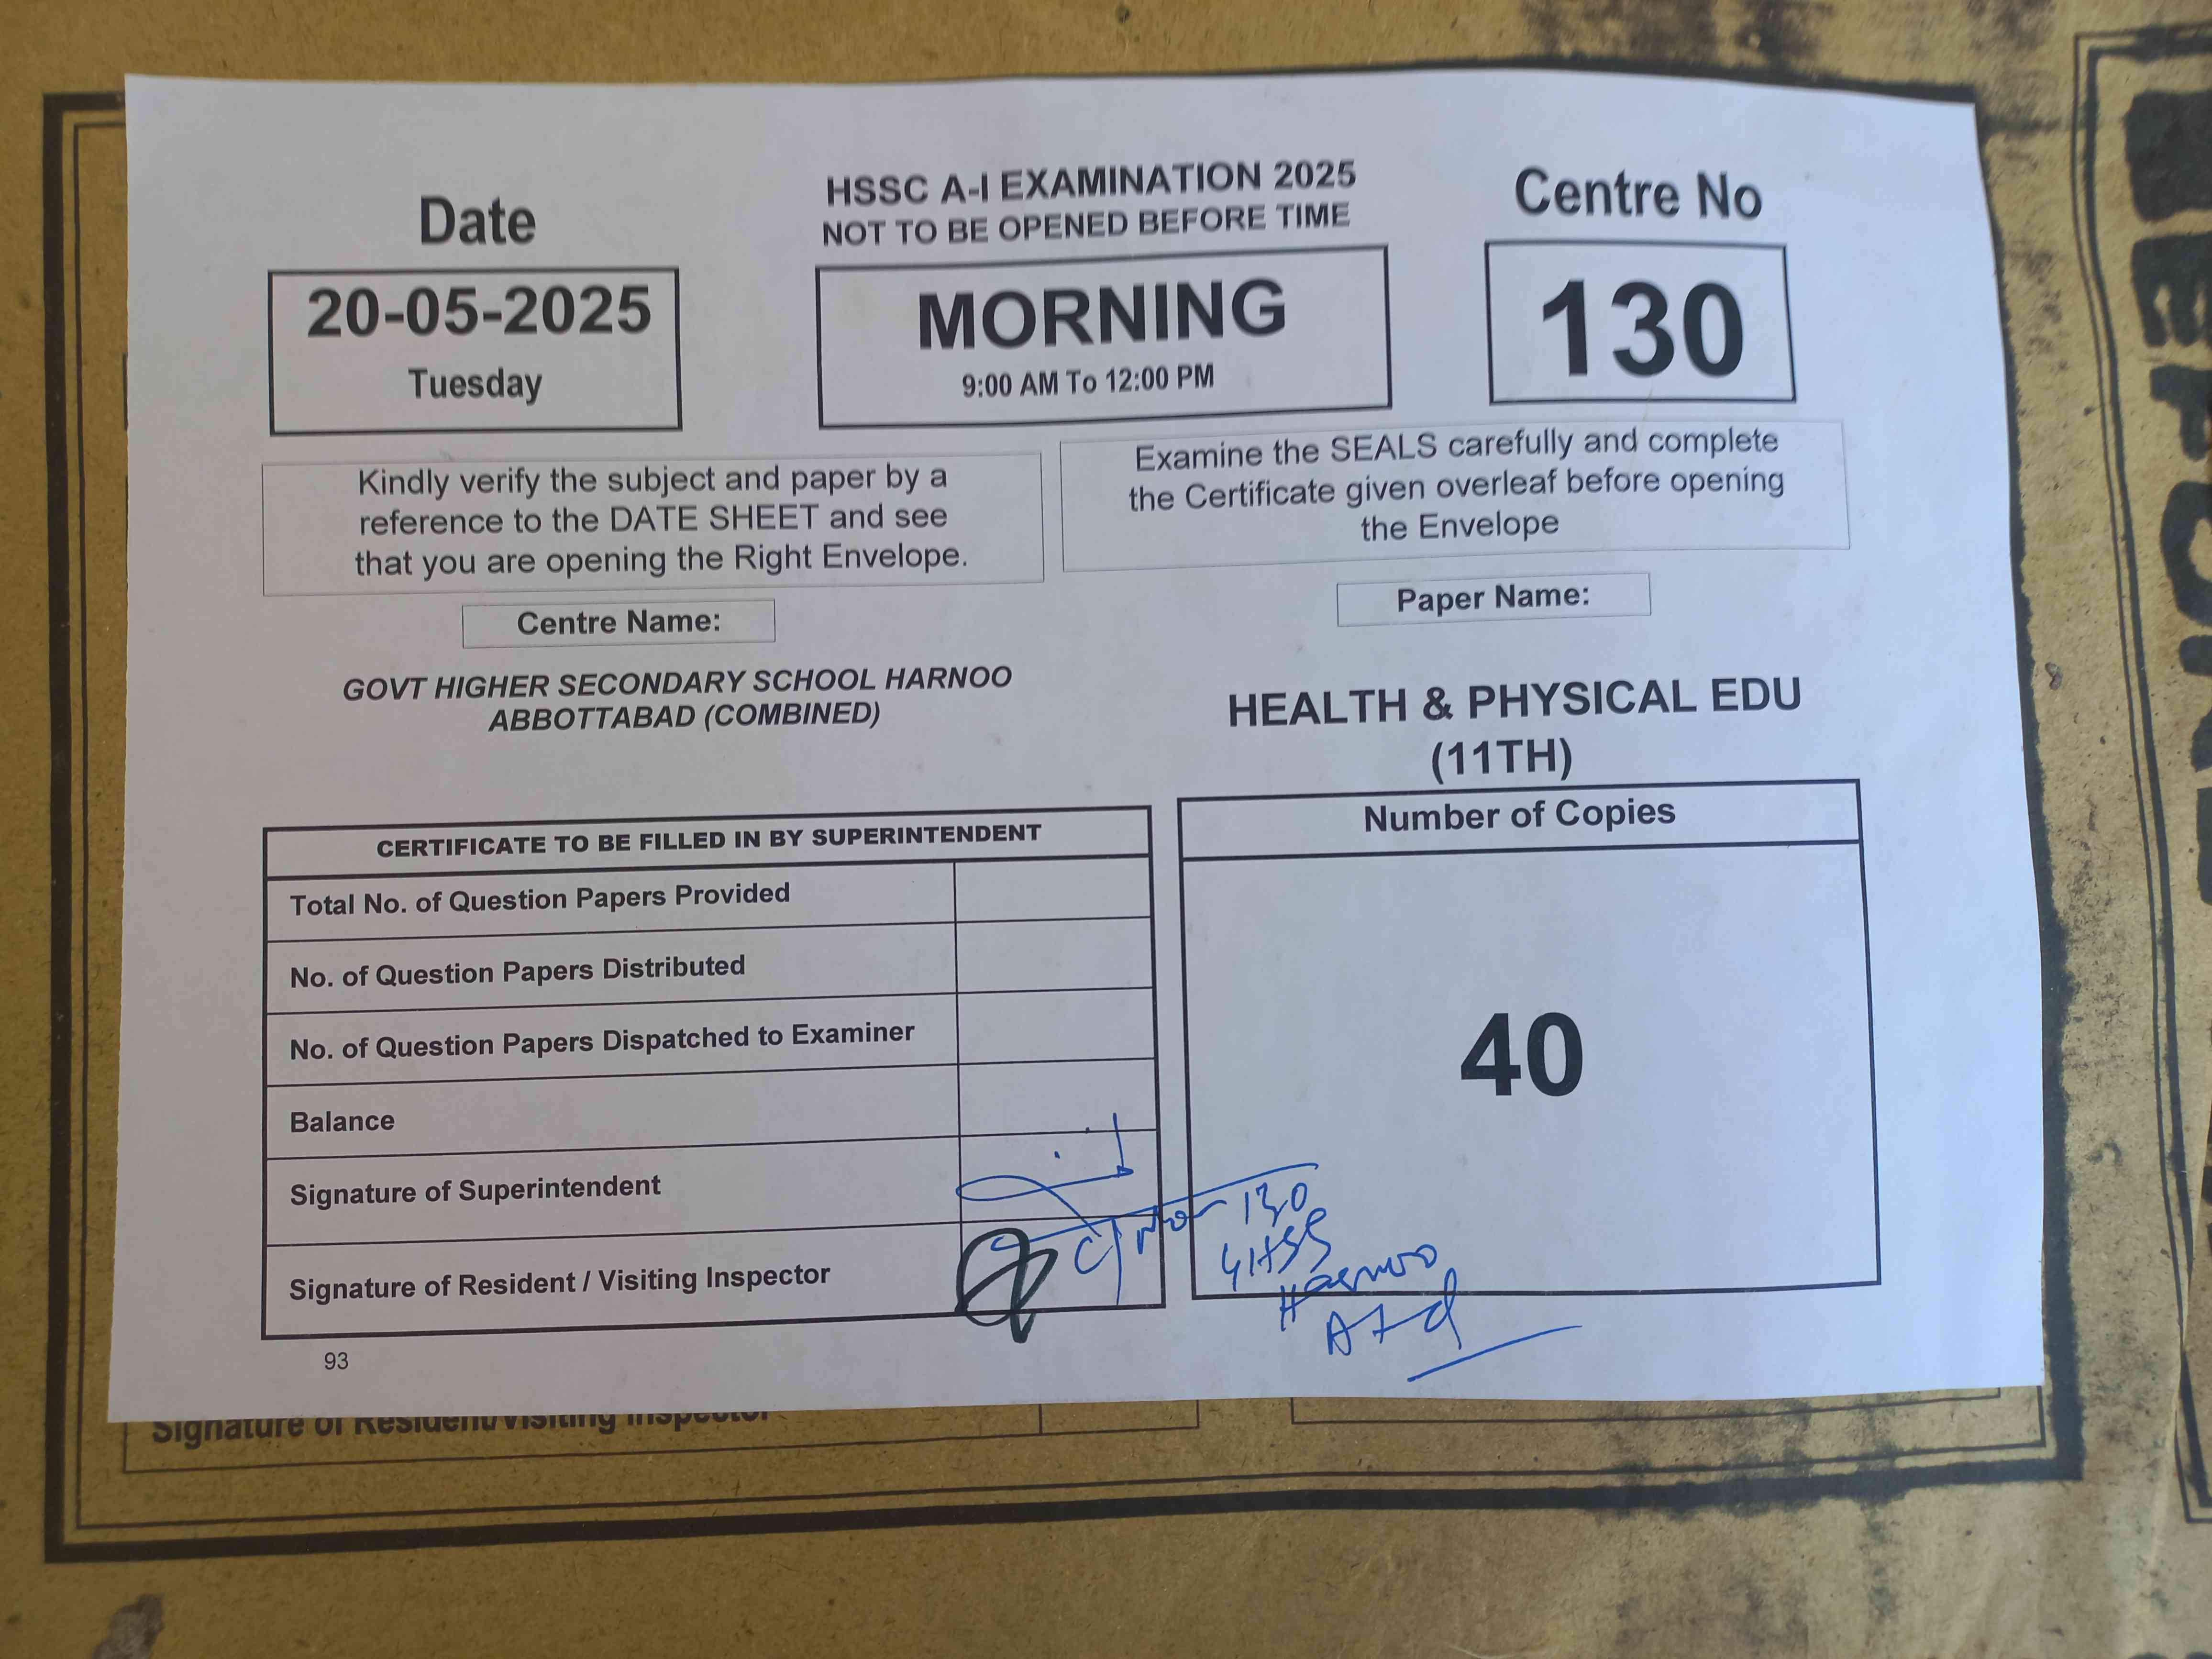 Date
20-05-2025
Tuesday
HSSC A-I EXAMINATION 2025
NOT TO BE OPENED BEFORE TIME
MORNING
9:00 AM To 12:00 PM
Centre No
130
Kindly verify the subject and paper by a
reference to the DATE SHEET and see
that you are opening the Right Envelope.
Examine the SEALS carefully and complete
the Certificate given overleaf before opening
the Envelope
Centre Name:
GOVT HIGHER SECONDARY SCHOOL HARNOO
ABBOTTABAD (COMBINED)
Paper Name:
HEALTH & PHYSICAL EDU
(11TH)
CERTIFICATE TO BE FILLED IN BY SUPERINTENDENT
Total No. of Question Papers Provided
No. of Question Papers Distributed
No. of Question Papers Dispatched to Examiner
Balance
Signature of Superintendent
Signature of Resident / Visiting Inspector
Number of Copies
40
130
GHSS
Harnoo
Atd
93
Signature of Resident/Visiting Inspector
BEFORE